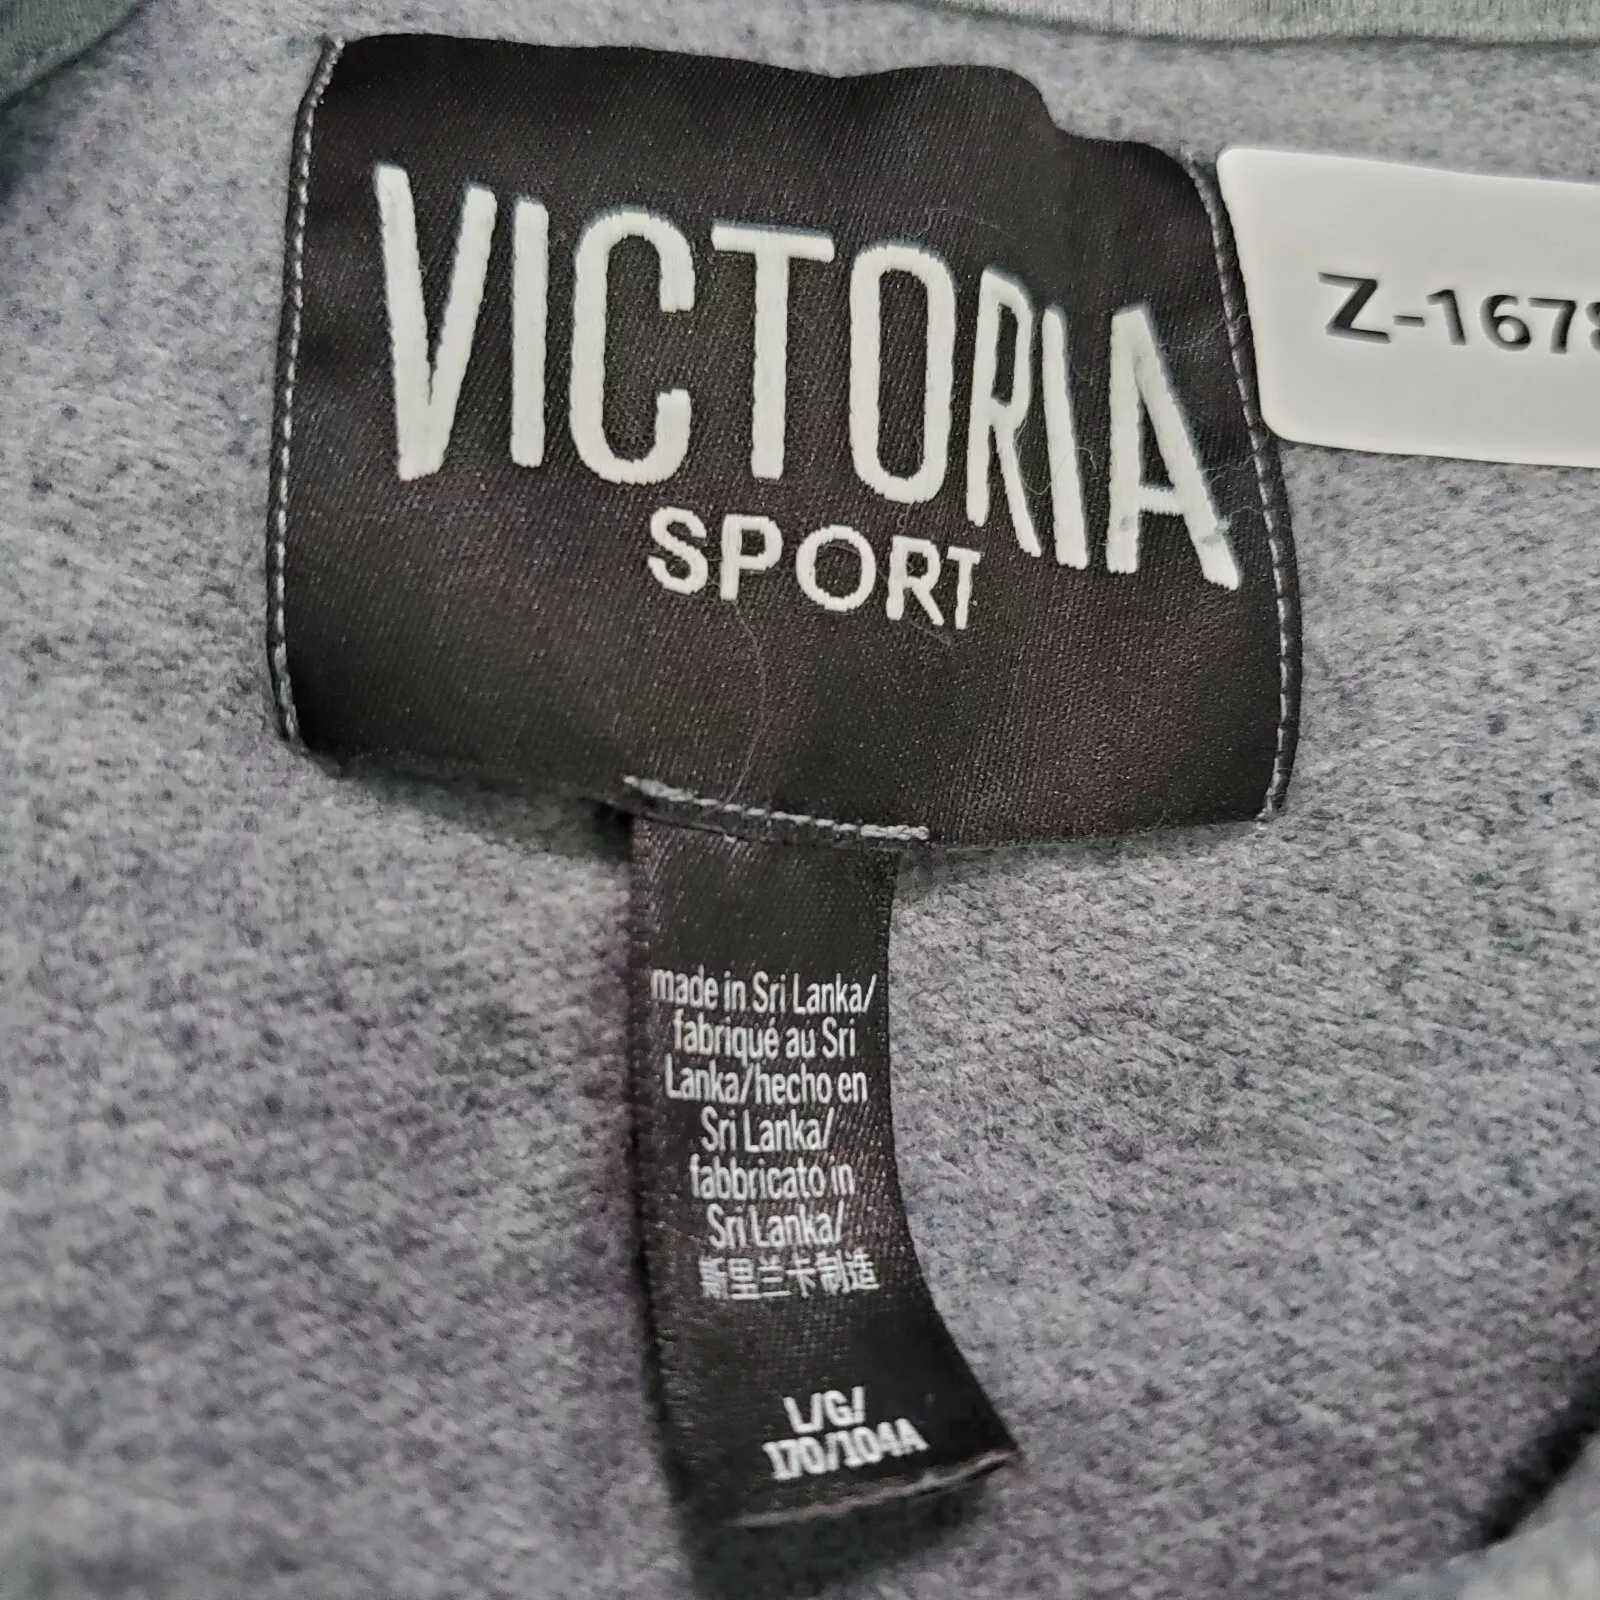 VICTORIA
SPORT
Z-1678
made in Sri Lanka/
fabriqué au Sri
Lanka/hecho en
Sri Lanka/
fabbricato in
Sri Lanka/
斯里兰卡制造
L/G/
170/104A